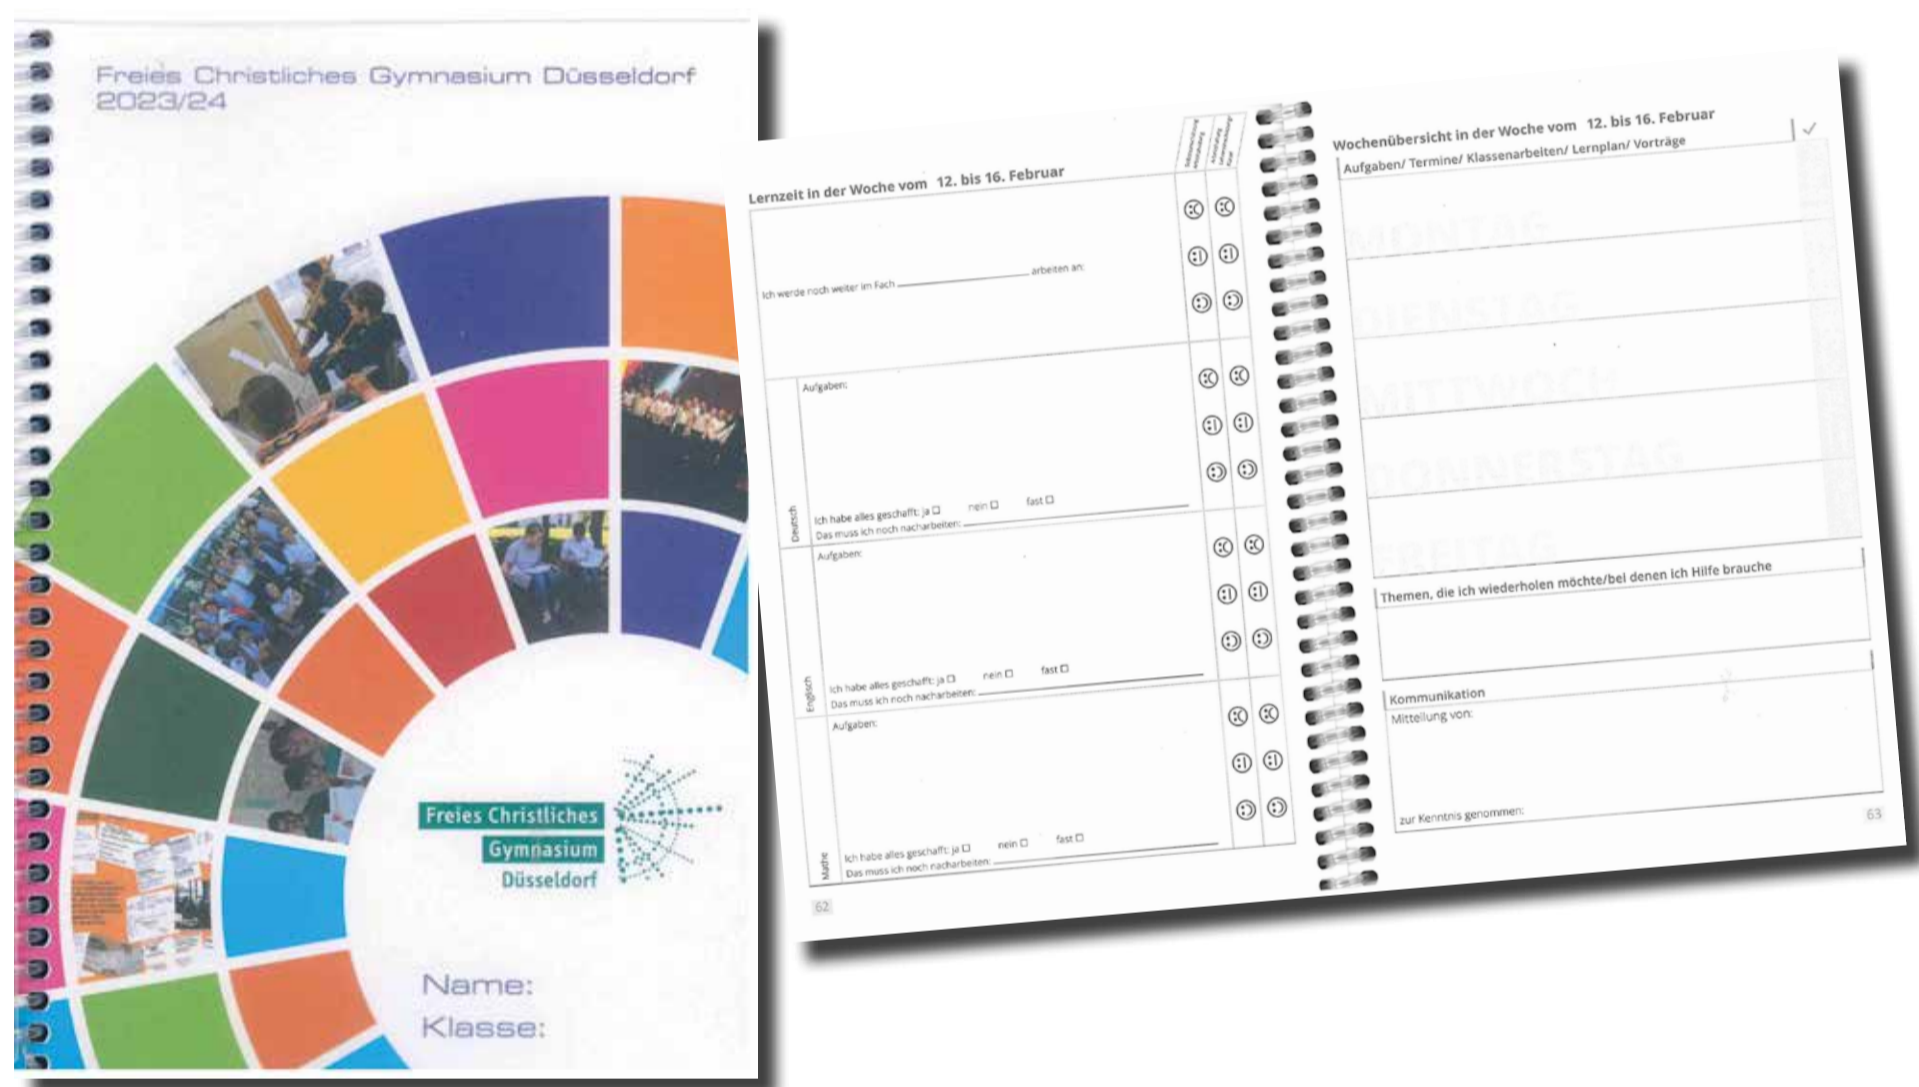 Freies Christliches Gymnasium Düsseldorf
2023/24
Freies Christliches
Gymnasium
Düsseldorf
Name:
Klasse:
Lernzeit in der Woche vom 12. bis 16. Februar
Ich werde noch weiter im Fach ____ arbeiten an:
Deutsch
Aufgaben:
Ich habe alles geschafft: ja ☐ nein ☐ fast ☐
Das muss ich noch nacharbeiten: ____
Englisch
Aufgaben:
Ich habe alles geschafft: ja ☐ nein ☐ fast ☐
Das muss ich noch nacharbeiten: ____
Mathe
Aufgaben:
Ich habe alles geschafft: ja ☐ nein ☐ fast ☐
Das muss ich noch nacharbeiten: ____
62
Wochenübersicht in der Woche vom 12. bis 16. Februar
Aufgaben/ Termine/ Klassenarbeiten/ Lernplan/ Vorträge
MONTAG
DIENSTAG
MITTWOCH
DONNERSTAG
FREITAG
Themen, die ich wiederholen möchte/bei denen ich Hilfe brauche
Kommunikation
Mitteilung von:
zur Kenntnis genommen:
63